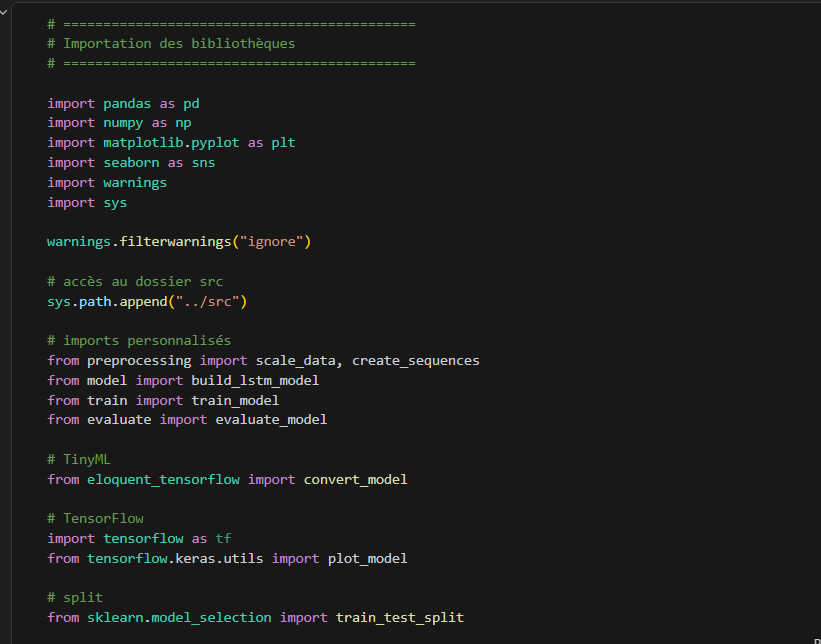 # ============================================
# Importation des bibliothèques
# ============================================
import pandas as pd
import numpy as np
import matplotlib.pyplot as plt
import seaborn as sns
import warnings
import sys
warnings.filterwarnings("ignore")
# accès au dossier src
sys.path.append("../src")
# imports personnalisés
from preprocessing import scale_data, create_sequences
from model import build_lstm_model
from train import train_model
from evaluate import evaluate_model
# TinyML
from eloquent_tensorflow import convert_model
# TensorFlow
import tensorflow as tf
from tensorflow.keras.utils import plot_model
# split
from sklearn.model_selection import train_test_split